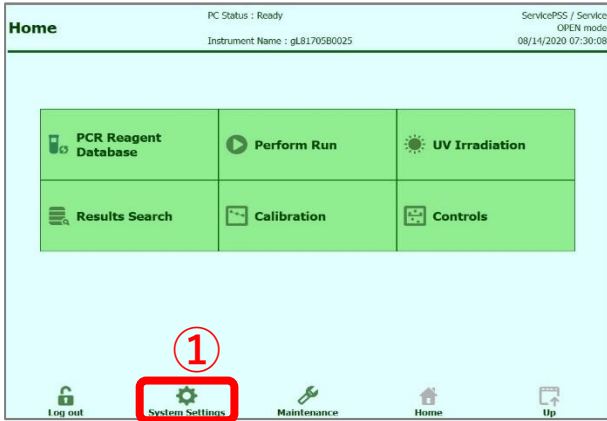 Home
PC Status : Ready
Instrument Name : gL81705B0025
ServicePSS / Service
OPEN mode
08/14/2020 07:30:08
PCR Reagent
Database
Perform Run
UV Irradiation
Results Search
Calibration
Controls
①
Log out
System Settings
Maintenance
Home
Up